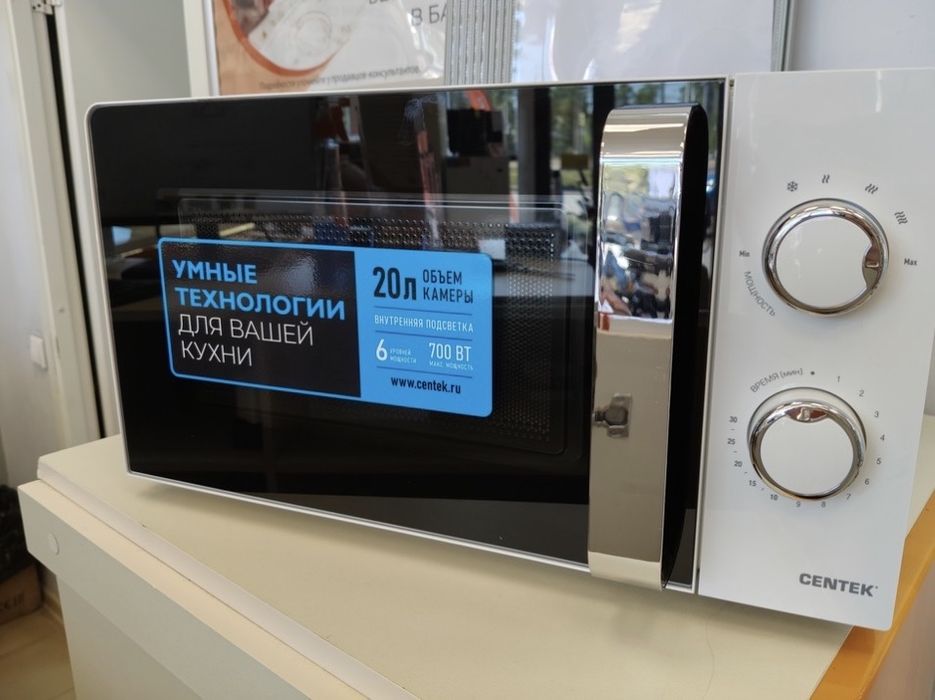 В БА
УМНЫЕ
ТЕХНОЛОГИИ
ДЛЯ ВАШЕЙ
КУХНИ
20л ОБЪЕМ
КАМЕРЫ
ВНУТРЕННЯЯ ПОДСВЕТКА
6 УРОВНЕЙ
МОЩНОСТИ
700 ВТ
МАКС. МОЩНОСТЬ
www.centek.ru
Min
Max
МОЩНОСТЬ
ВРЕМЯ (мин)
1
2
3
4
5
6
7
8
9
10
15
20
25
30
CENTEK